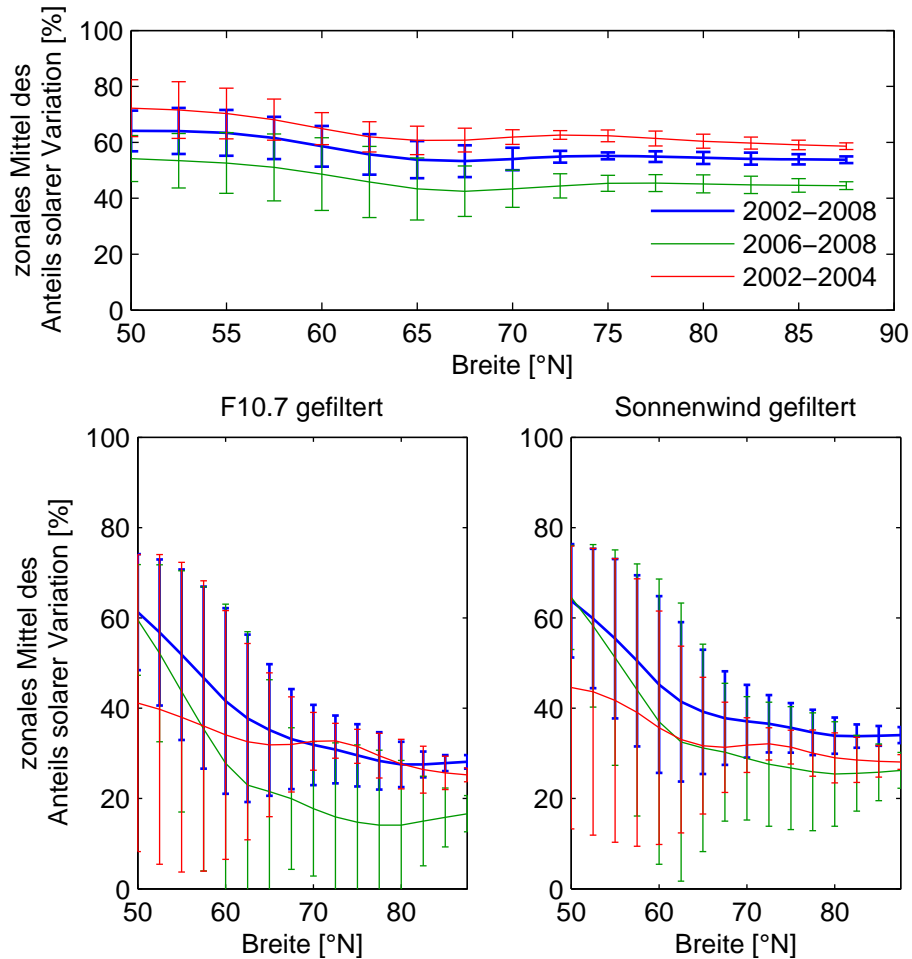 zonales Mittel des
Anteils solarer Variation [%]
100
80
60
40
20
0
50 55 60 65 70 75 80 85 90
Breite [°N]
2002−2008
2006−2008
2002−2004
F10.7 gefiltert
zonales Mittel des
Anteils solarer Variation [%]
100
80
60
40
20
0
50 60 70 80
Breite [°N]
Sonnenwind gefiltert
100
80
60
40
20
0
50 60 70 80
Breite [°N]